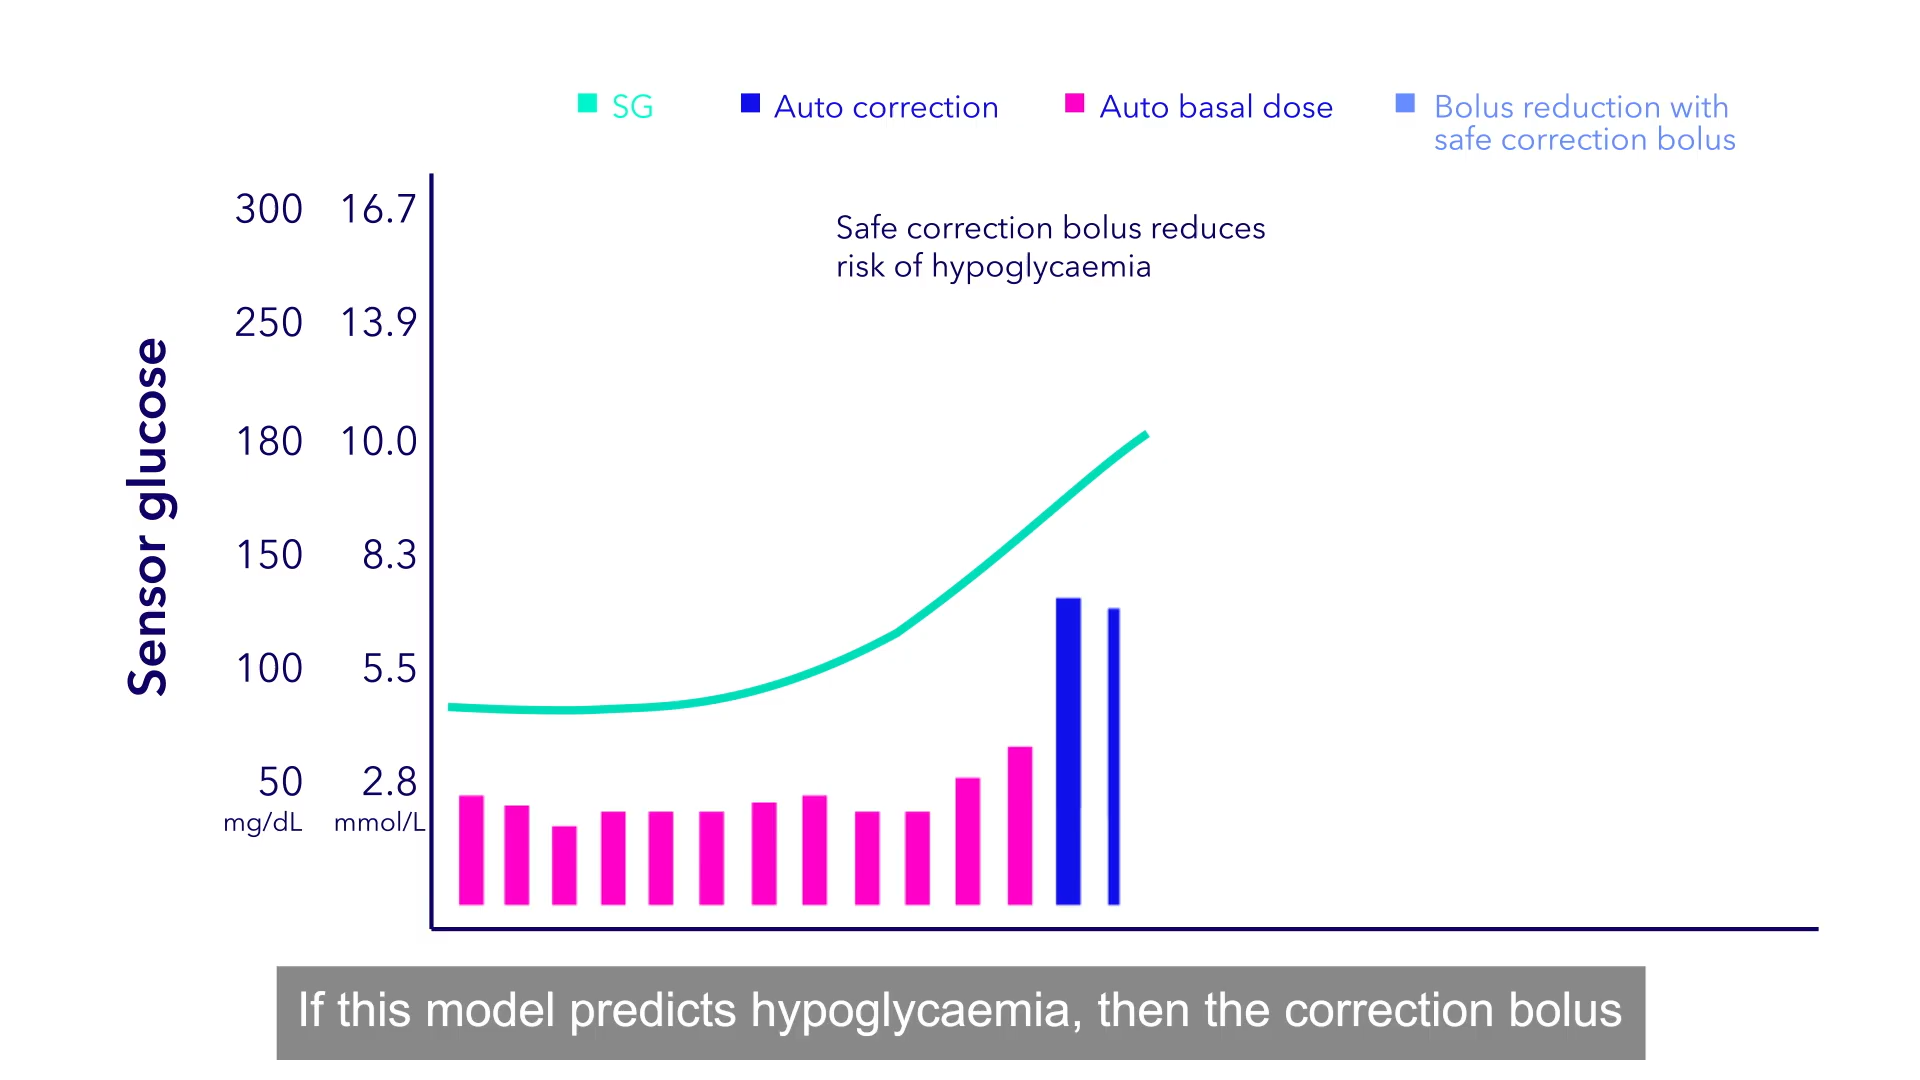 SG
Auto correction
Auto basal dose
Bolus reduction with
safe correction bolus
Safe correction bolus reduces
risk of hypoglycaemia
Sensor glucose
300 16.7
250 13.9
180 10.0
150 8.3
100 5.5
50 2.8
mg/dL mmol/L
If this model predicts hypoglycaemia, then the correction bolus